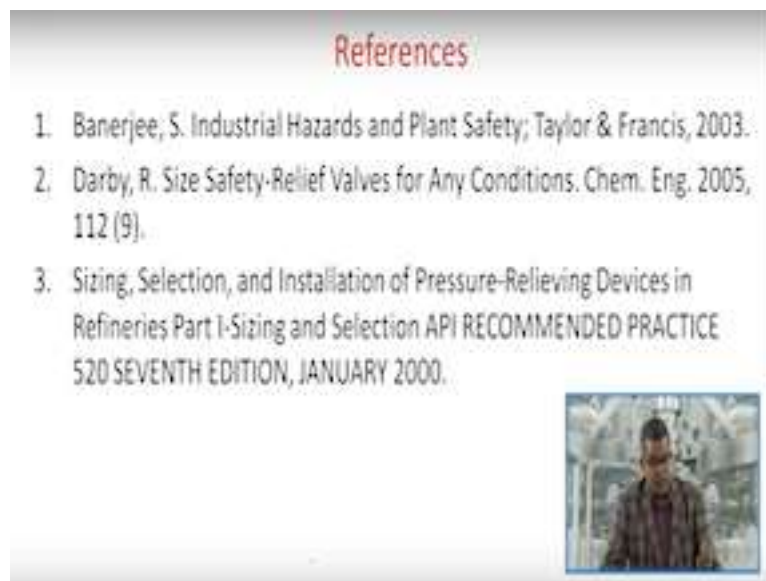 References
1. Banerjee, S. Industrial Hazards and Plant Safety; Taylor & Francis, 2003.
2. Darby, R. Size Safety-Relief Valves for Any Conditions. Chem. Eng. 2005,
112 (9).
3. Sizing, Selection, and Installation of Pressure-Relieving Devices in
Refineries Part I-Sizing and Selection API RECOMMENDED PRACTICE
520 SEVENTH EDITION, JANUARY 2000.